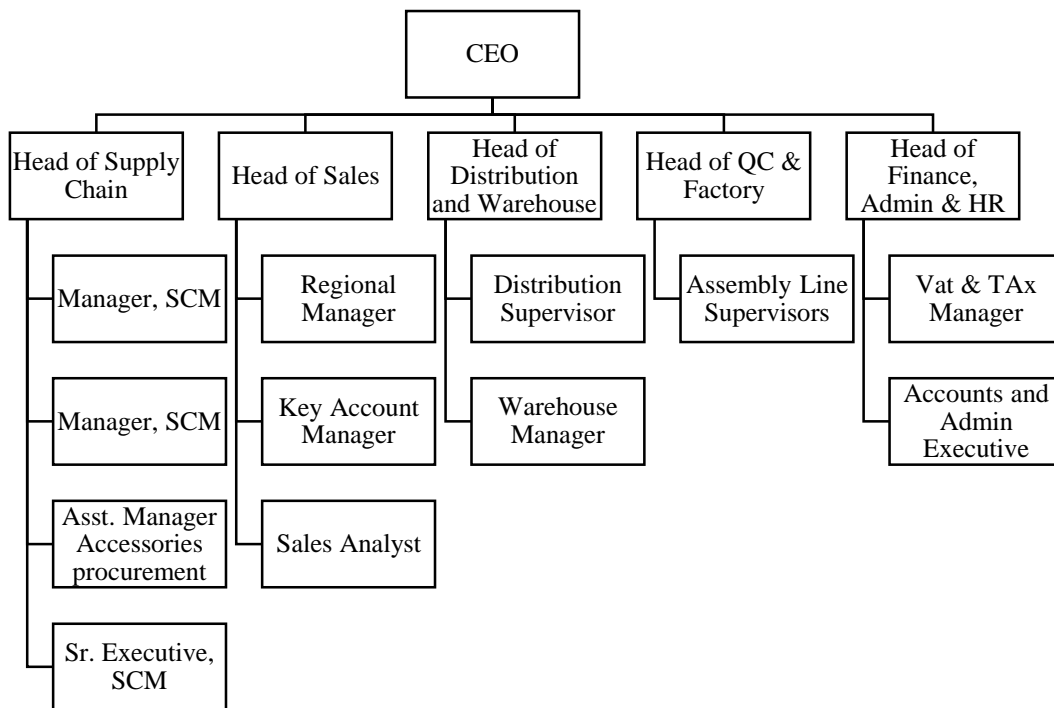 CEO
Head of Supply
Chain
Head of Sales
Head of
Distribution
and Warehouse
Head of QC &
Factory
Head of
Finance,
Admin & HR
Manager, SCM
Regional
Manager
Distribution
Supervisor
Assembly Line
Supervisors
Vat & TAx
Manager
Manager, SCM
Key Account
Manager
Warehouse
Manager
Accounts and
Admin
Executive
Asst. Manager
Accessories
procurement
Sales Analyst
Sr. Executive,
SCM